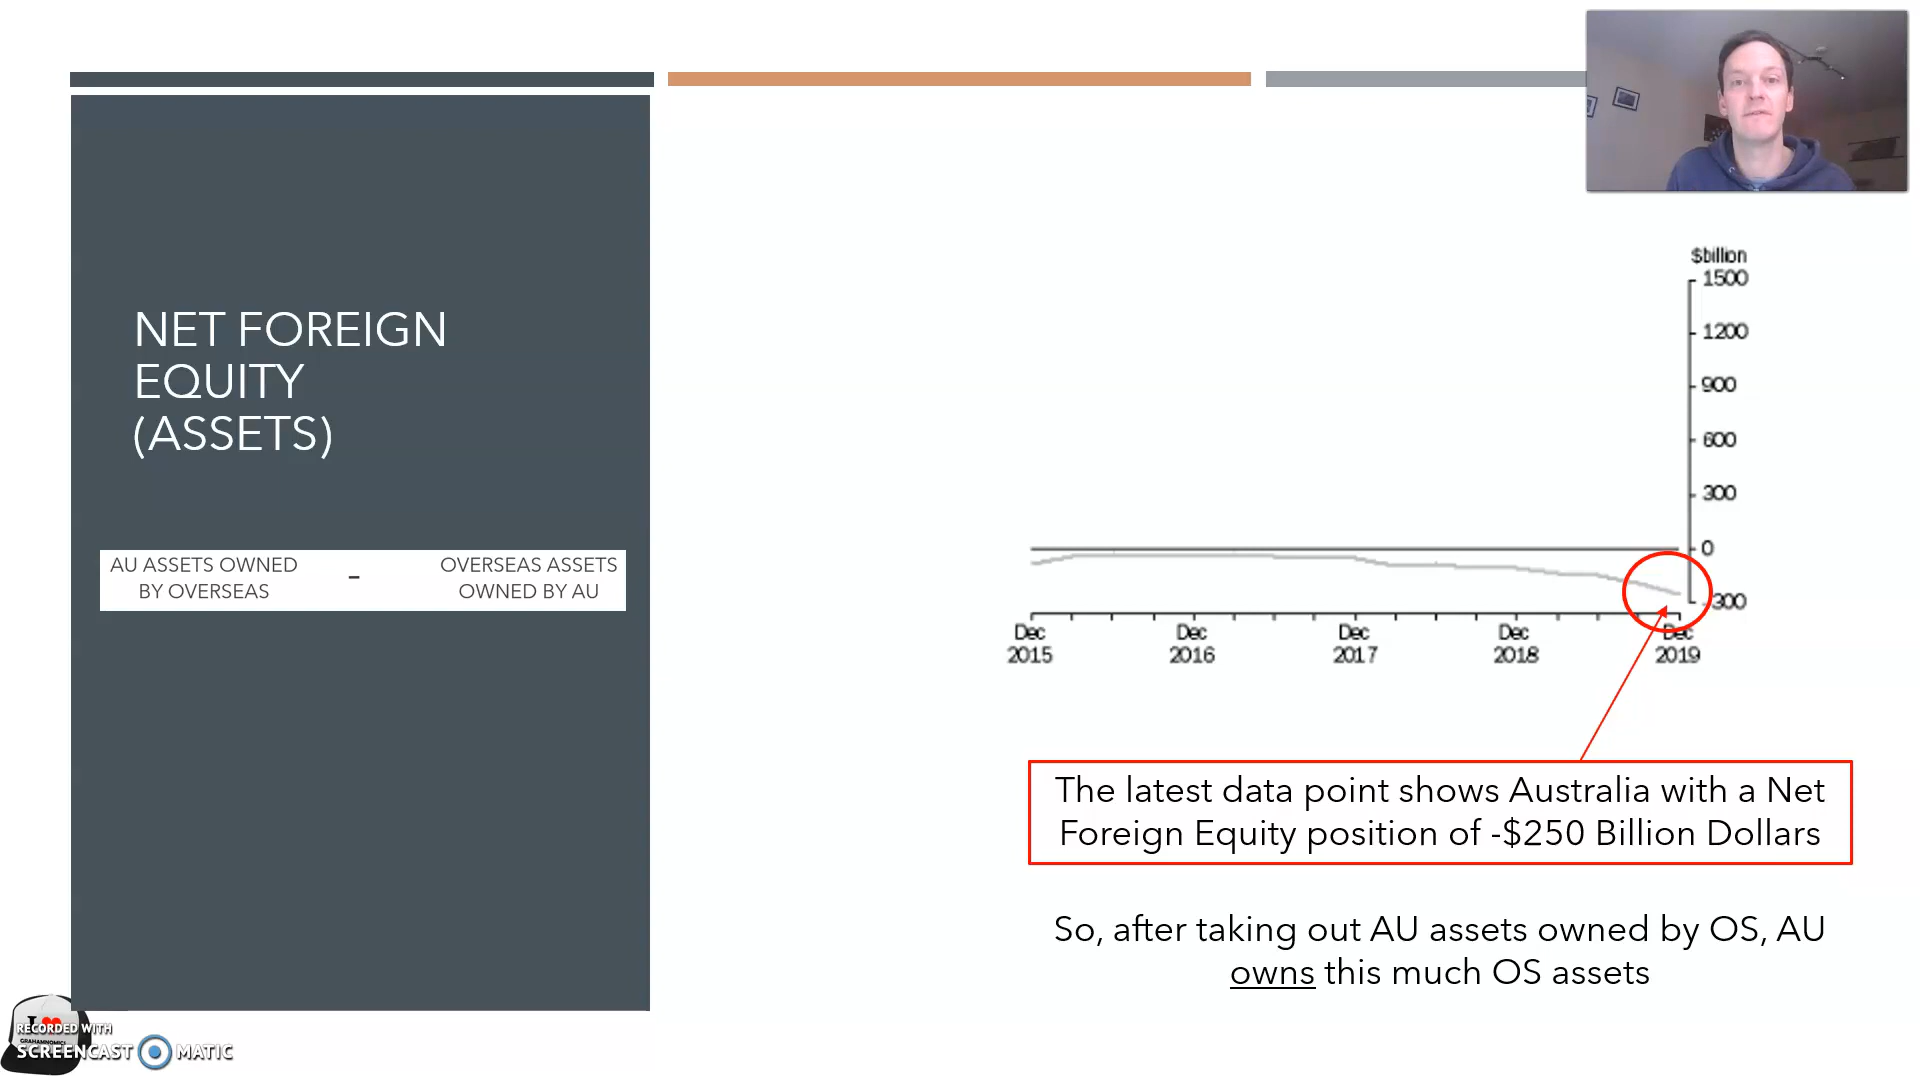 NET FOREIGN
EQUITY
(ASSETS)
AU ASSETS OWNED
BY OVERSEAS
-
OVERSEAS ASSETS
OWNED BY AU
$billion
1500
1200
900
600
300
0
300
Dec
2015
Dec
2016
Dec
2017
Dec
2018
Dec
2019
The latest data point shows Australia with a Net
Foreign Equity position of -$250 Billion Dollars
So, after taking out AU assets owned by OS, AU
owns this much OS assets
I
GRAHAMNOMICS
RECORDED WITH
SCREENCAST MATIC